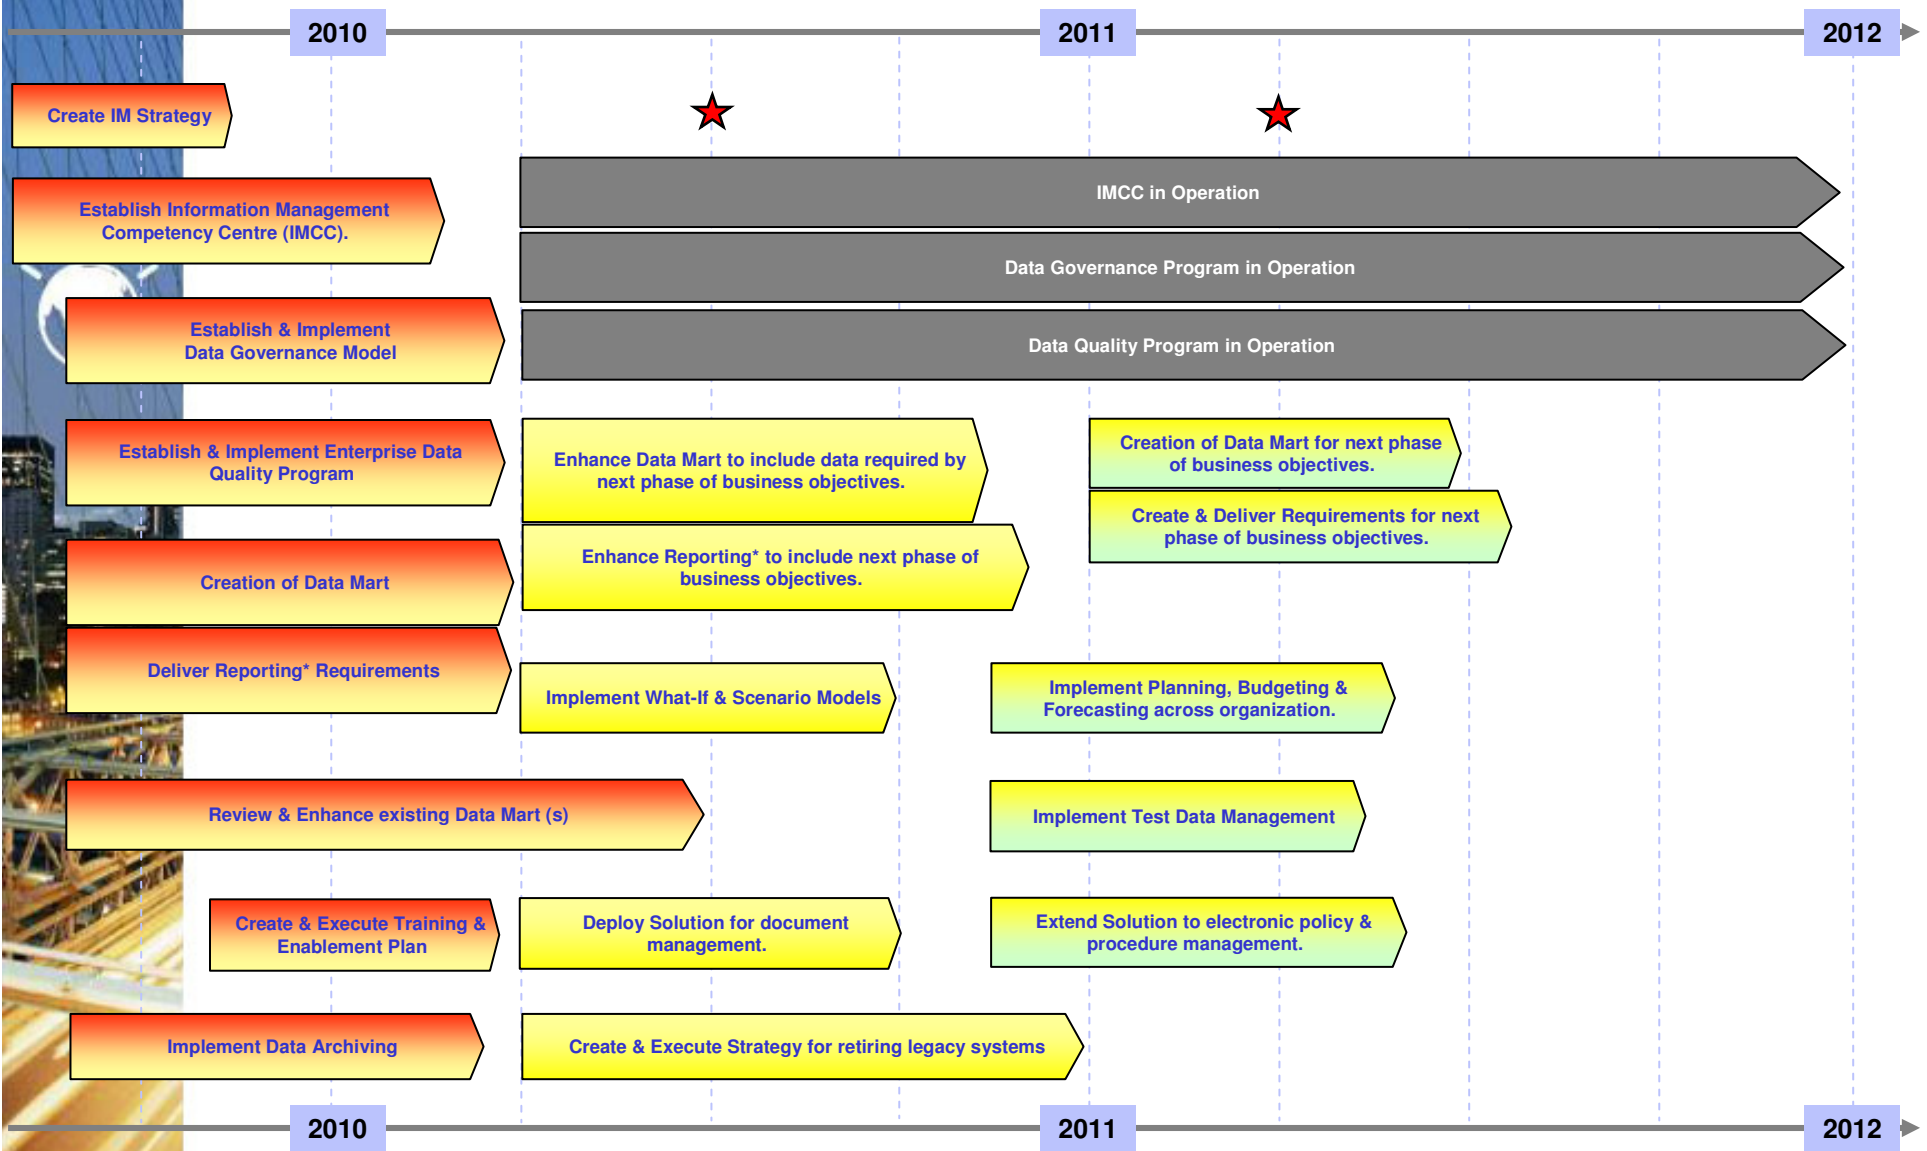 2010
2011
2012
Create IM Strategy
Establish Information Management
Competency Centre (IMCC).
IMCC in Operation
Data Governance Program in Operation
Establish & Implement
Data Governance Model
Data Quality Program in Operation
Establish & Implement Enterprise Data
Quality Program
Enhance Data Mart to include data required by
next phase of business objectives.
Creation of Data Mart for next phase
of business objectives.
Create & Deliver Requirements for next
phase of business objectives.
Enhance Reporting* to include next phase of
business objectives.
Creation of Data Mart
Deliver Reporting* Requirements
Implement What-If & Scenario Models
Implement Planning, Budgeting &
Forecasting across organization.
Review & Enhance existing Data Mart (s)
Implement Test Data Management
Create & Execute Training &
Enablement Plan
Deploy Solution for document
management.
Extend Solution to electronic policy &
procedure management.
Implement Data Archiving
Create & Execute Strategy for retiring legacy systems
2010
2011
2012